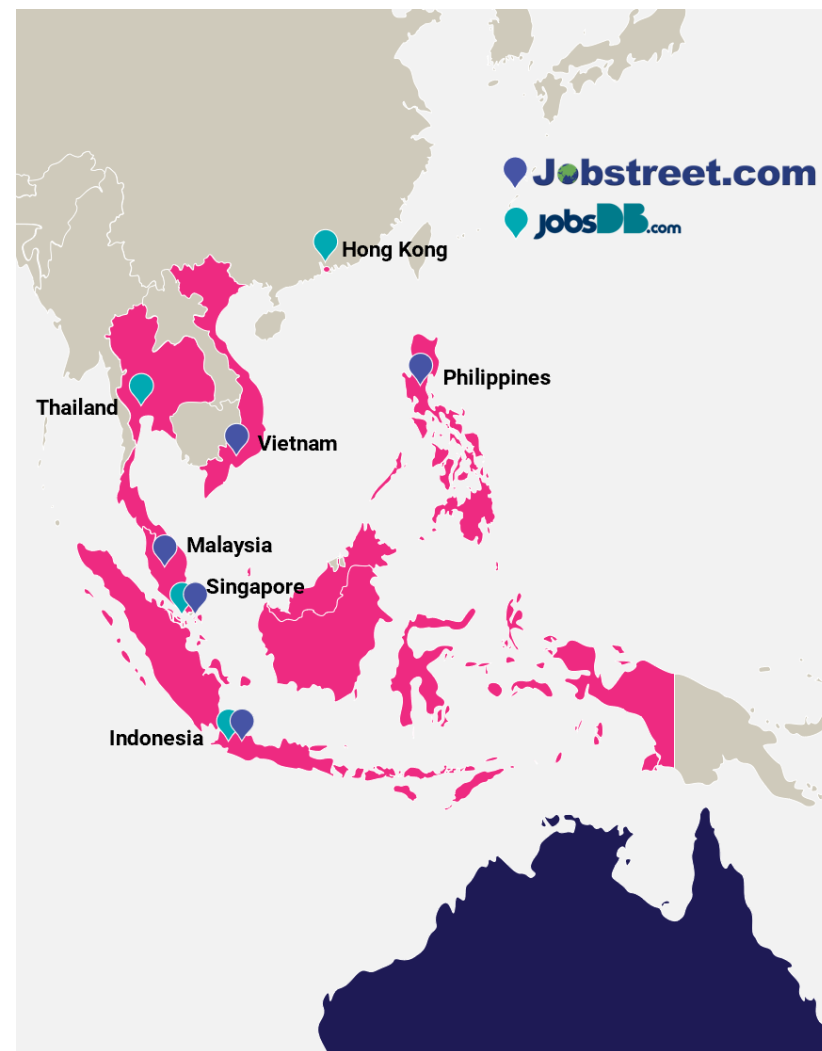 Jobstreet.com
jobsDB.com
Hong Kong
Philippines
Thailand
Vietnam
Malaysia
Singapore
Indonesia